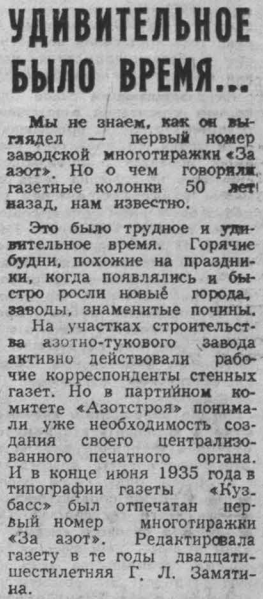 УДИВИТЕЛЬНОЕ
БЫЛО ВРЕМЯ...
Мы не знаем, как он вы-
глядел — первый номер
заводской многотиражки «За
азот». Но о чем говорили
газетные колонки 50 лет
назад, нам известно.
Это было трудное и уди-
вительное время. Горячие
будни, похожие на праздни-
ки, когда появлялись и бы-
стро росли новые города,
заводы, знаменитые почины.
На участках строительст-
ва азотно-тукового завода
активно действовали рабо-
чие корреспонденты стенных
газет. Но в партийном ко-
митете «Азотстроя» понима-
ли уже необходимость соз-
дания своего централизо-
ванного печатного органа.
И в конце июня 1935 года в
типографии газеты «Куз-
басс» был отпечатан пер-
вый номер многотиражки
«За азот». Редактировала
газету в те годы двадцати-
шестилетняя Г. Л. Замяти-
на.